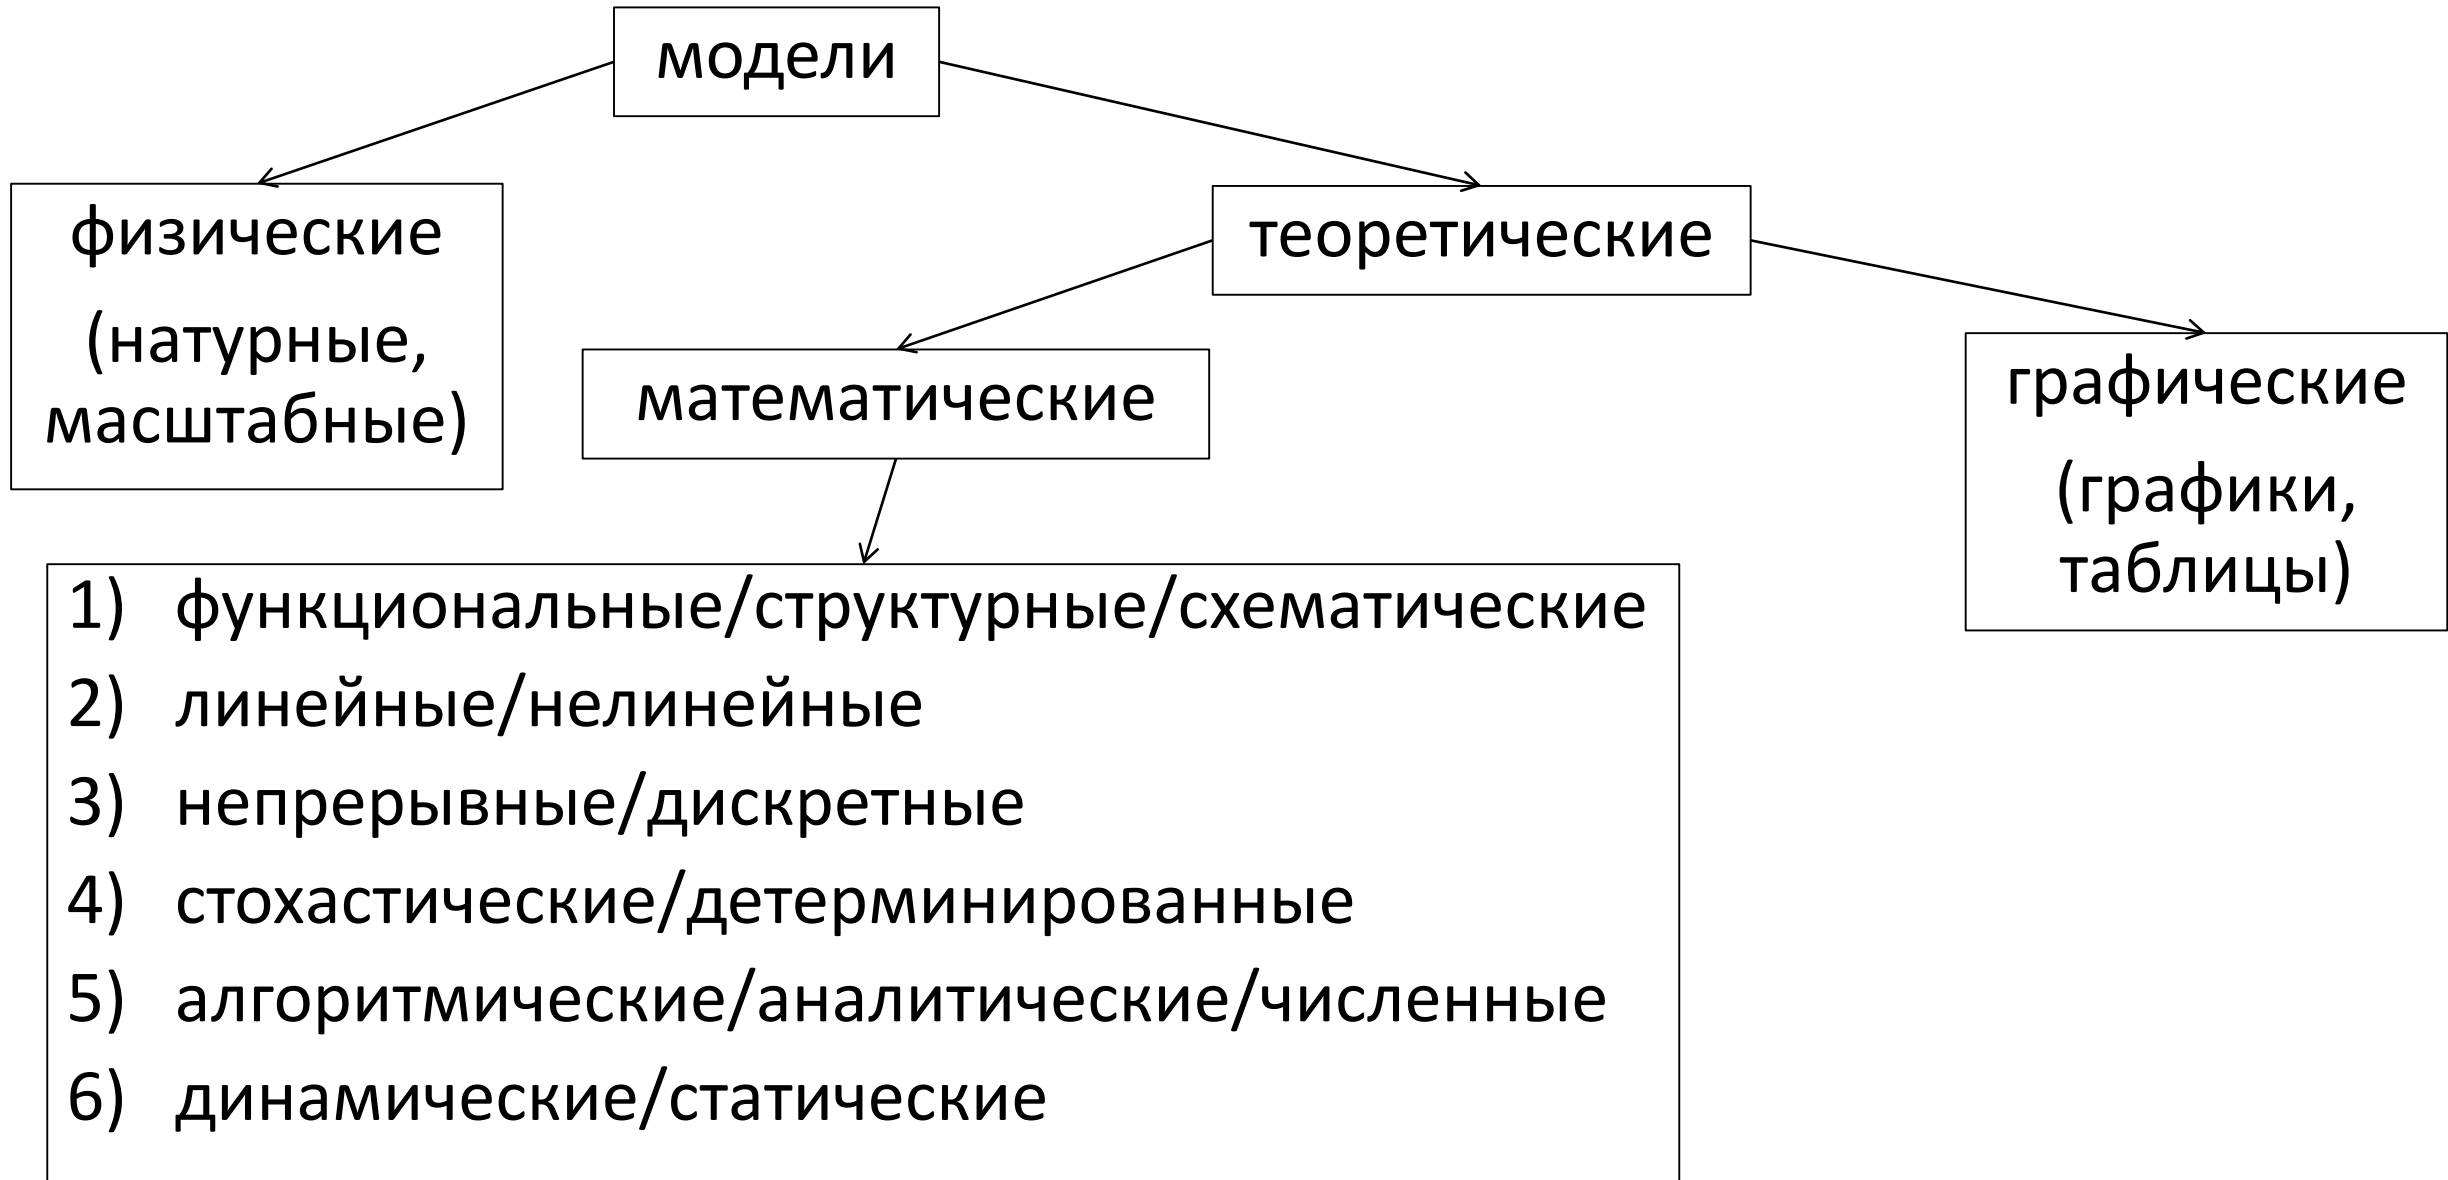 модели
физические
(натурные,
масштабные)
теоретические
математические
графические
(графики,
таблицы)
1) функциональные/структурные/схематические
2) линейные/нелинейные
3) непрерывные/дискретные
4) стохастические/детерминированные
5) алгоритмические/аналитические/численные
6) динамические/статические